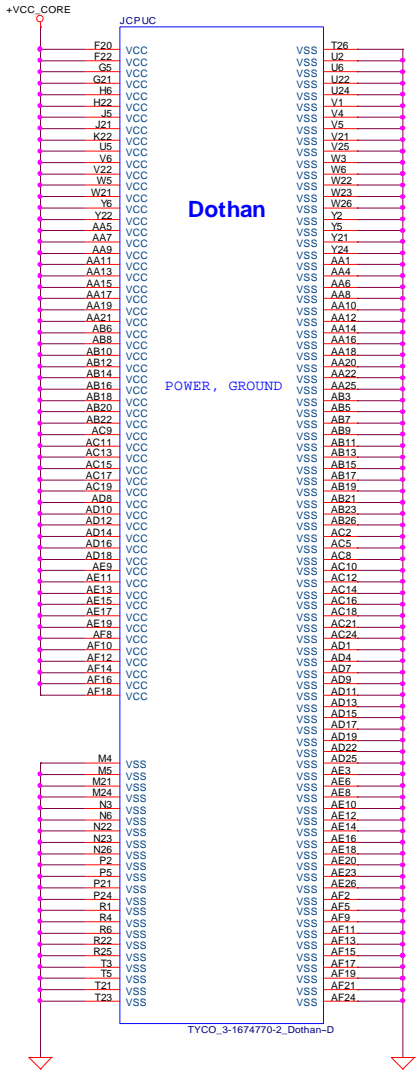 +VCC_CORE
JCPUC
F20 VCC VSS T26
F22 VCC VSS U2
G5 VCC VSS U6
G21 VCC VSS U22
H6 VCC VSS U24
H22 VCC VSS V1
J5 VCC VSS V4
J21 VCC VSS V5
K22 VCC VSS V21
U5 VCC VSS V25
V6 VCC VSS W3
V22 VCC VSS W6
W5 VCC VSS W22
W21 VCC VSS W23
Y6 VCC VSS W26
Dothan
Y22 VCC VSS Y2
AA5 VCC VSS Y5
AA7 VCC VSS Y21
AA9 VCC VSS Y24
AA11 VCC VSS AA1
AA13 VCC VSS AA4
AA15 VCC VSS AA6
AA17 VCC VSS AA8
AA19 VCC VSS AA10
AA21 VCC VSS AA12
AB6 VCC VSS AA14
AB8 VCC VSS AA16
AB10 VCC VSS AA18
AB12 VCC VSS AA20
AB14 VCC VSS AA22
AB16 VCC VSS AA25
POWER, GROUND
AB18 VCC VSS AB3
AB20 VCC VSS AB5
AB22 VCC VSS AB7
AC9 VCC VSS AB9
AC11 VCC VSS AB11
AC13 VCC VSS AB13
AC15 VCC VSS AB15
AC17 VCC VSS AB17
AC19 VCC VSS AB19
AD8 VCC VSS AB21
AD10 VCC VSS AB23
AD12 VCC VSS AB26
AD14 VCC VSS AC2
AD16 VCC VSS AC5
AD18 VCC VSS AC8
AE9 VCC VSS AC10
AE11 VCC VSS AC12
AE13 VCC VSS AC14
AE15 VCC VSS AC16
AE17 VCC VSS AC18
AE19 VCC VSS AC21
AF8 VCC VSS AC24
AF10 VCC VSS AD1
AF12 VCC VSS AD4
AF14 VCC VSS AD7
AF16 VCC VSS AD9
AF18 VCC VSS AD11
VSS AD13
VSS AD15
VSS AD17
VSS AD19
VSS AD22
M4 VSS VSS AD25
M5 VSS VSS AE3
M21 VSS VSS AE6
M24 VSS VSS AE8
N3 VSS VSS AE10
N6 VSS VSS AE12
N22 VSS VSS AE14
N23 VSS VSS AE16
N26 VSS VSS AE18
P2 VSS VSS AE20
P5 VSS VSS AE23
P21 VSS VSS AE26
P24 VSS VSS AF2
R1 VSS VSS AF5
R4 VSS VSS AF9
R6 VSS VSS AF11
R22 VSS VSS AF13
R25 VSS VSS AF15
T3 VSS VSS AF17
T5 VSS VSS AF19
T21 VSS VSS AF21
T23 VSS VSS AF24
TYCO_3-1674770-2_Dothan-D